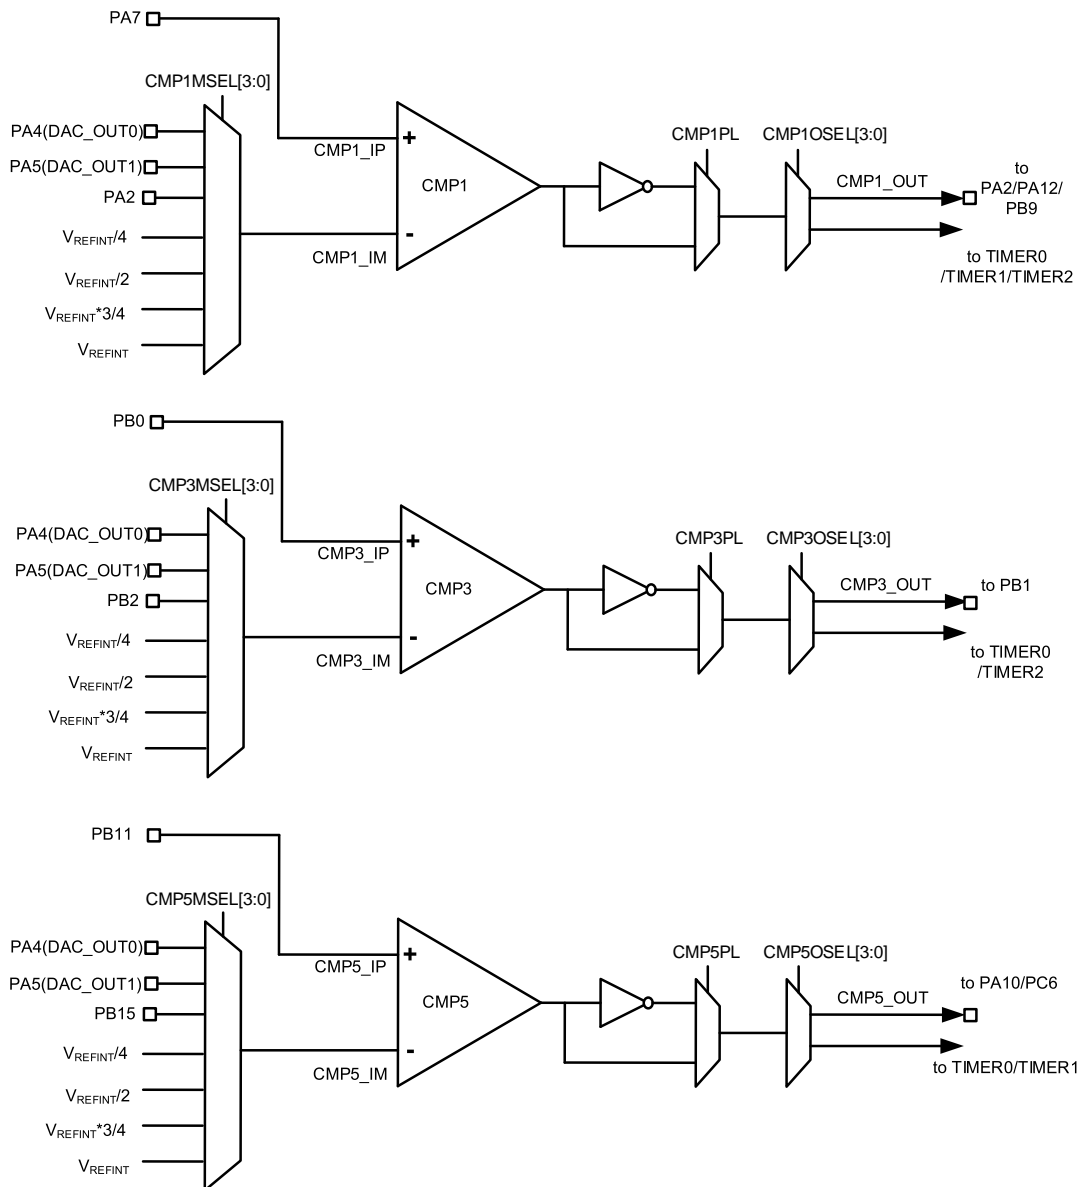 PA7
CMP1MSEL[3:0]
PA4(DAC_OUT0)
PA5(DAC_OUT1)
PA2
VREFINT/4
VREFINT/2
VREFINT*3/4
VREFINT
CMP1_IP
+
CMP1
-
CMP1_IM
CMP1PL
CMP1OSEL[3:0]
CMP1_OUT
to
PA2/PA12/
PB9
to TIMER0
/TIMER1/TIMER2
PB0
CMP3MSEL[3:0]
PA4(DAC_OUT0)
PA5(DAC_OUT1)
PB2
VREFINT/4
VREFINT/2
VREFINT*3/4
VREFINT
CMP3_IP
+
CMP3
-
CMP3_IM
CMP3PL
CMP3OSEL[3:0]
CMP3_OUT
to PB1
to TIMER0
/TIMER2
PB11
CMP5MSEL[3:0]
PA4(DAC_OUT0)
PA5(DAC_OUT1)
PB15
VREFINT/4
VREFINT/2
VREFINT*3/4
VREFINT
CMP5_IP
+
CMP5
-
CMP5_IM
CMP5PL
CMP5OSEL[3:0]
CMP5_OUT
to PA10/PC6
to TIMER0/TIMER1